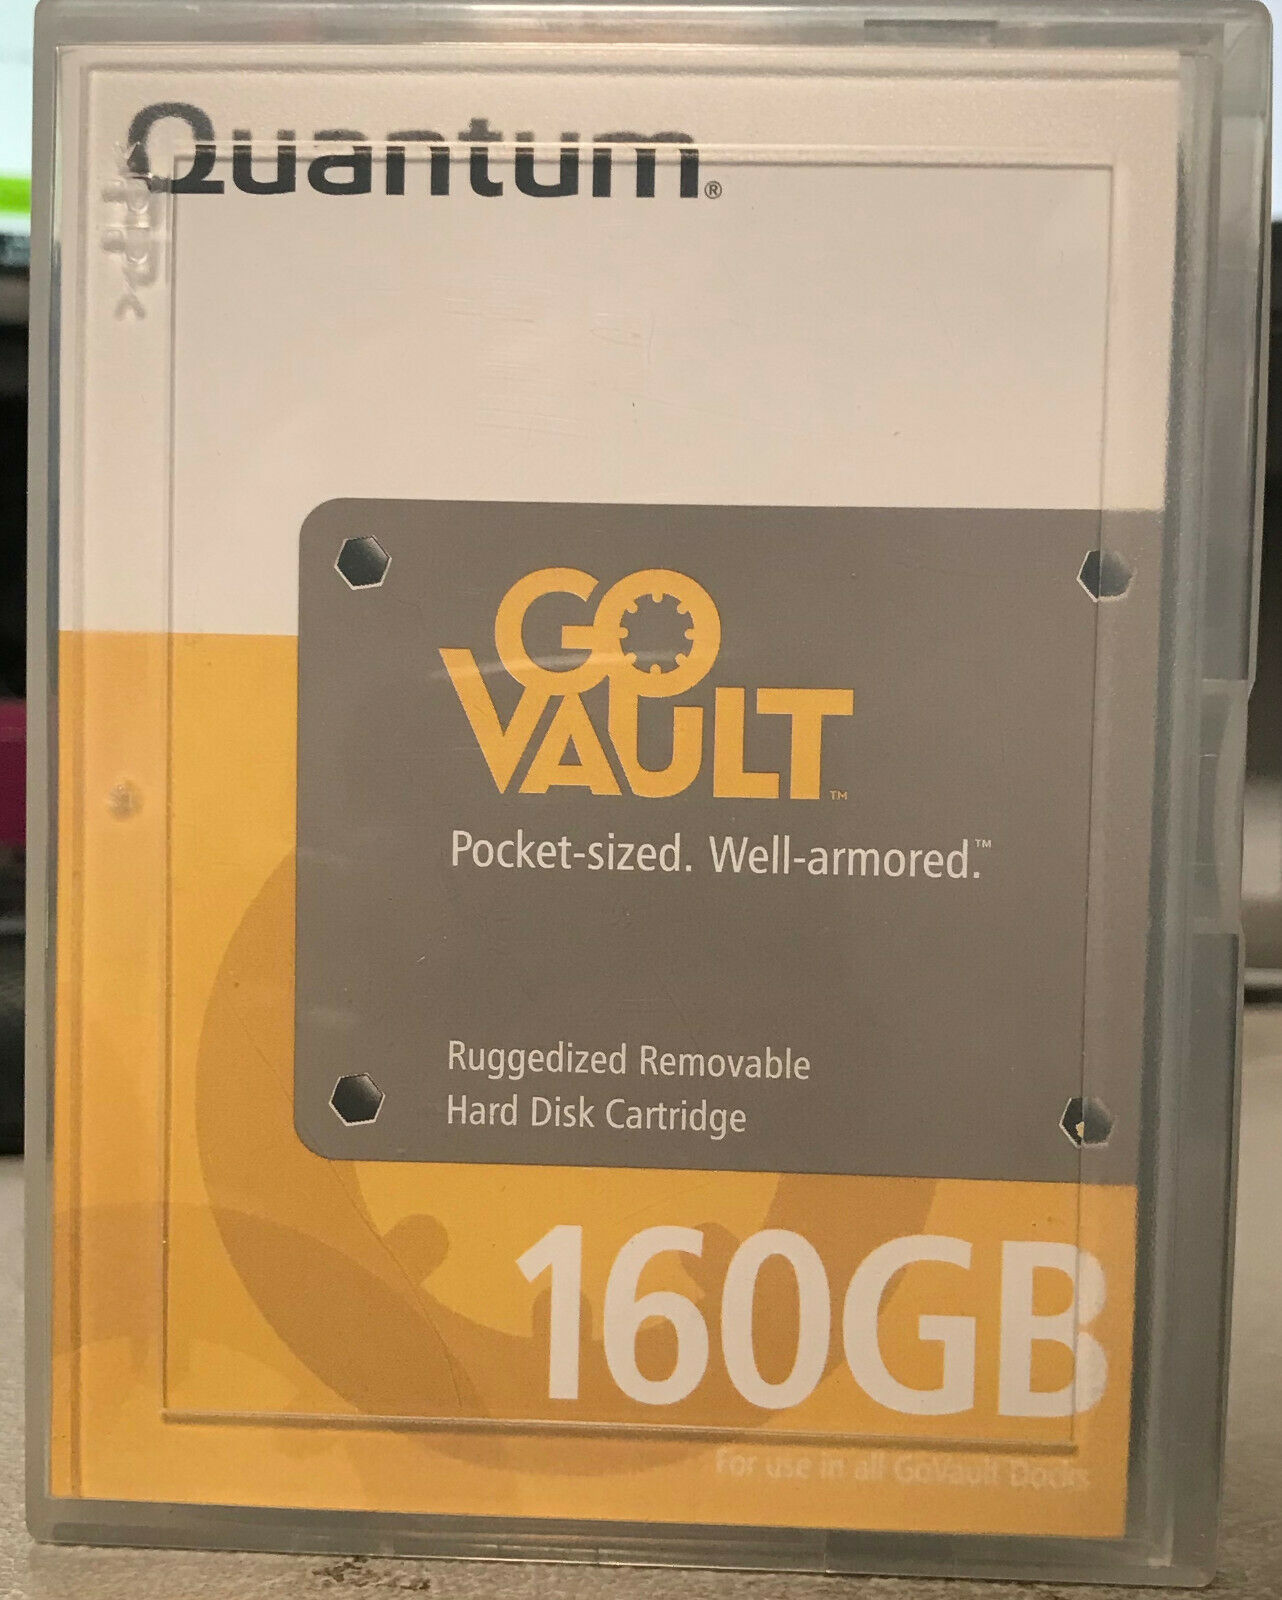 Quantum®
GO
VAULT™
Pocket-sized. Well-armored.™
Ruggedized Removable
Hard Disk Cartridge
160GB
For use in all GoVault Docks